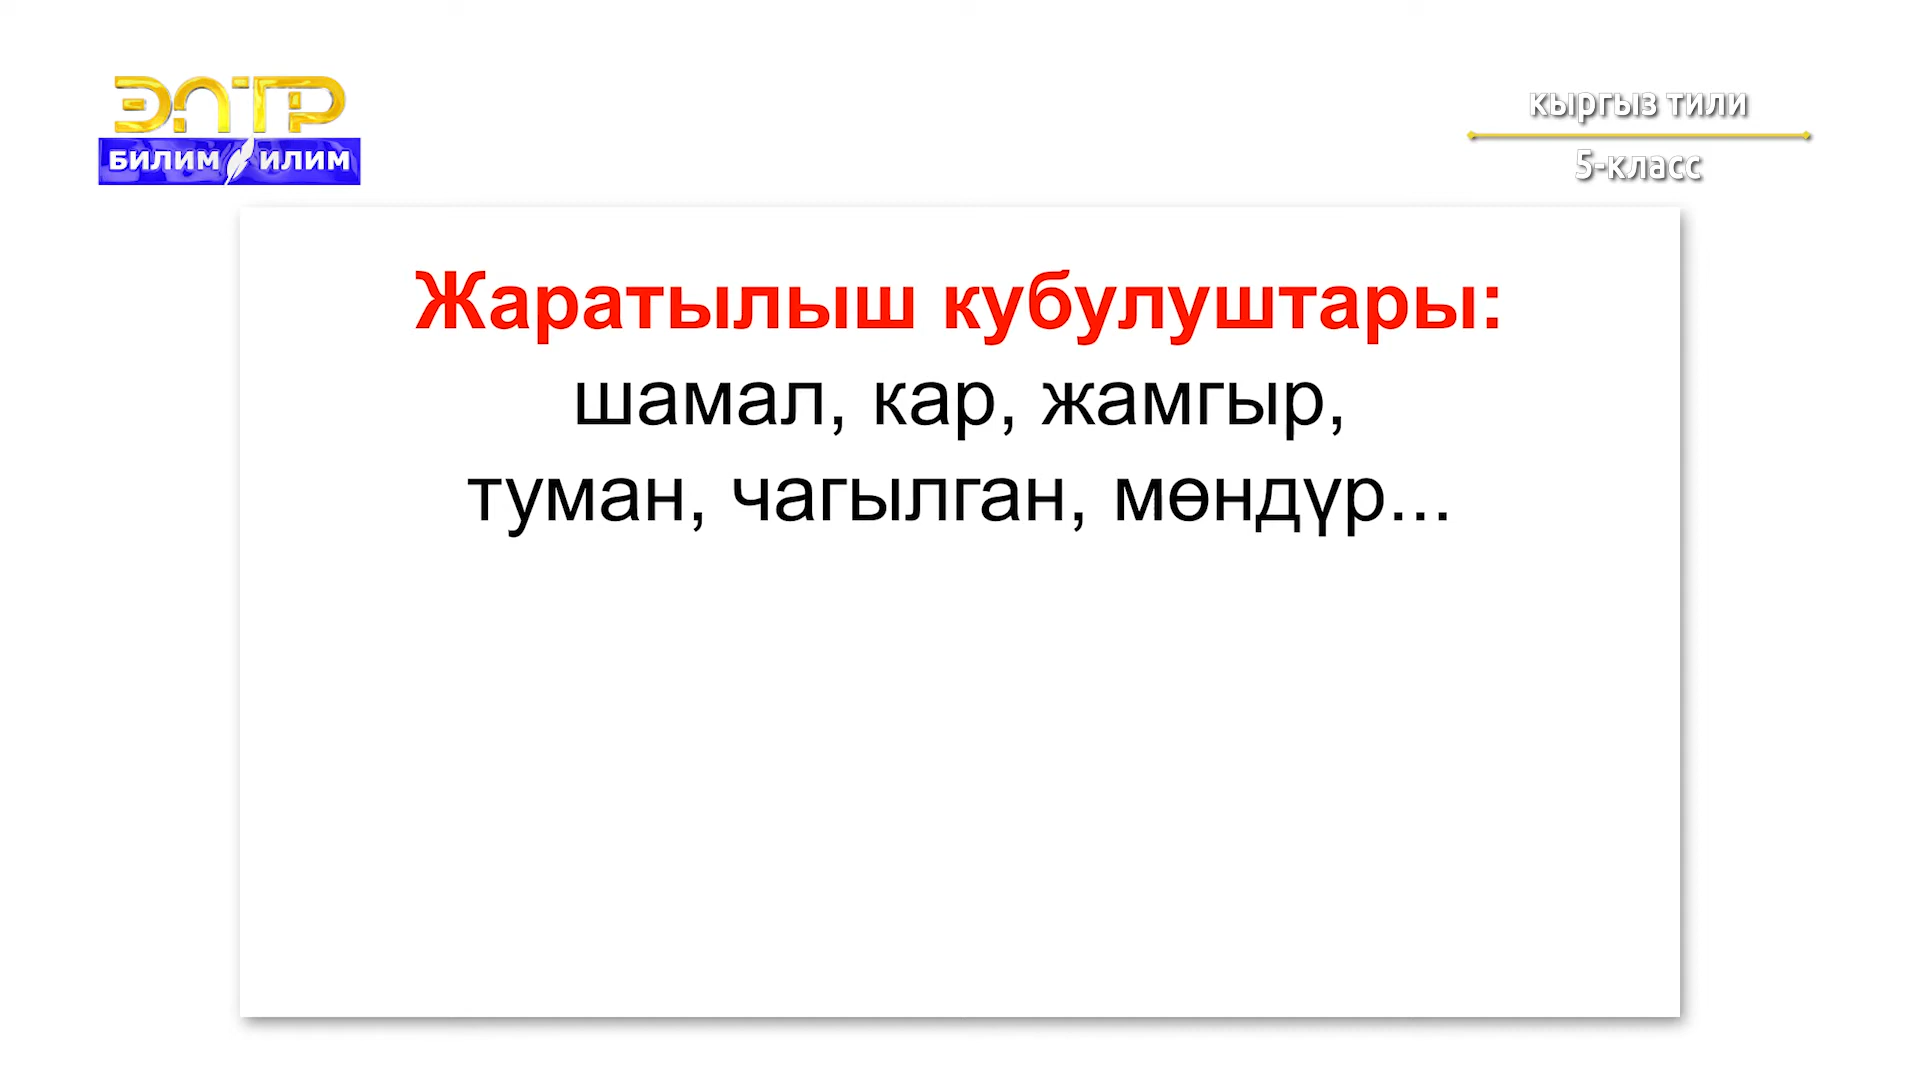 ЭЛТР
БИЛИМ ИЛИМ
кыргыз тили
5-класс
Жаратылыш кубулуштары:
шамал, кар, жамгыр,
туман, чагылган, мөндүр...